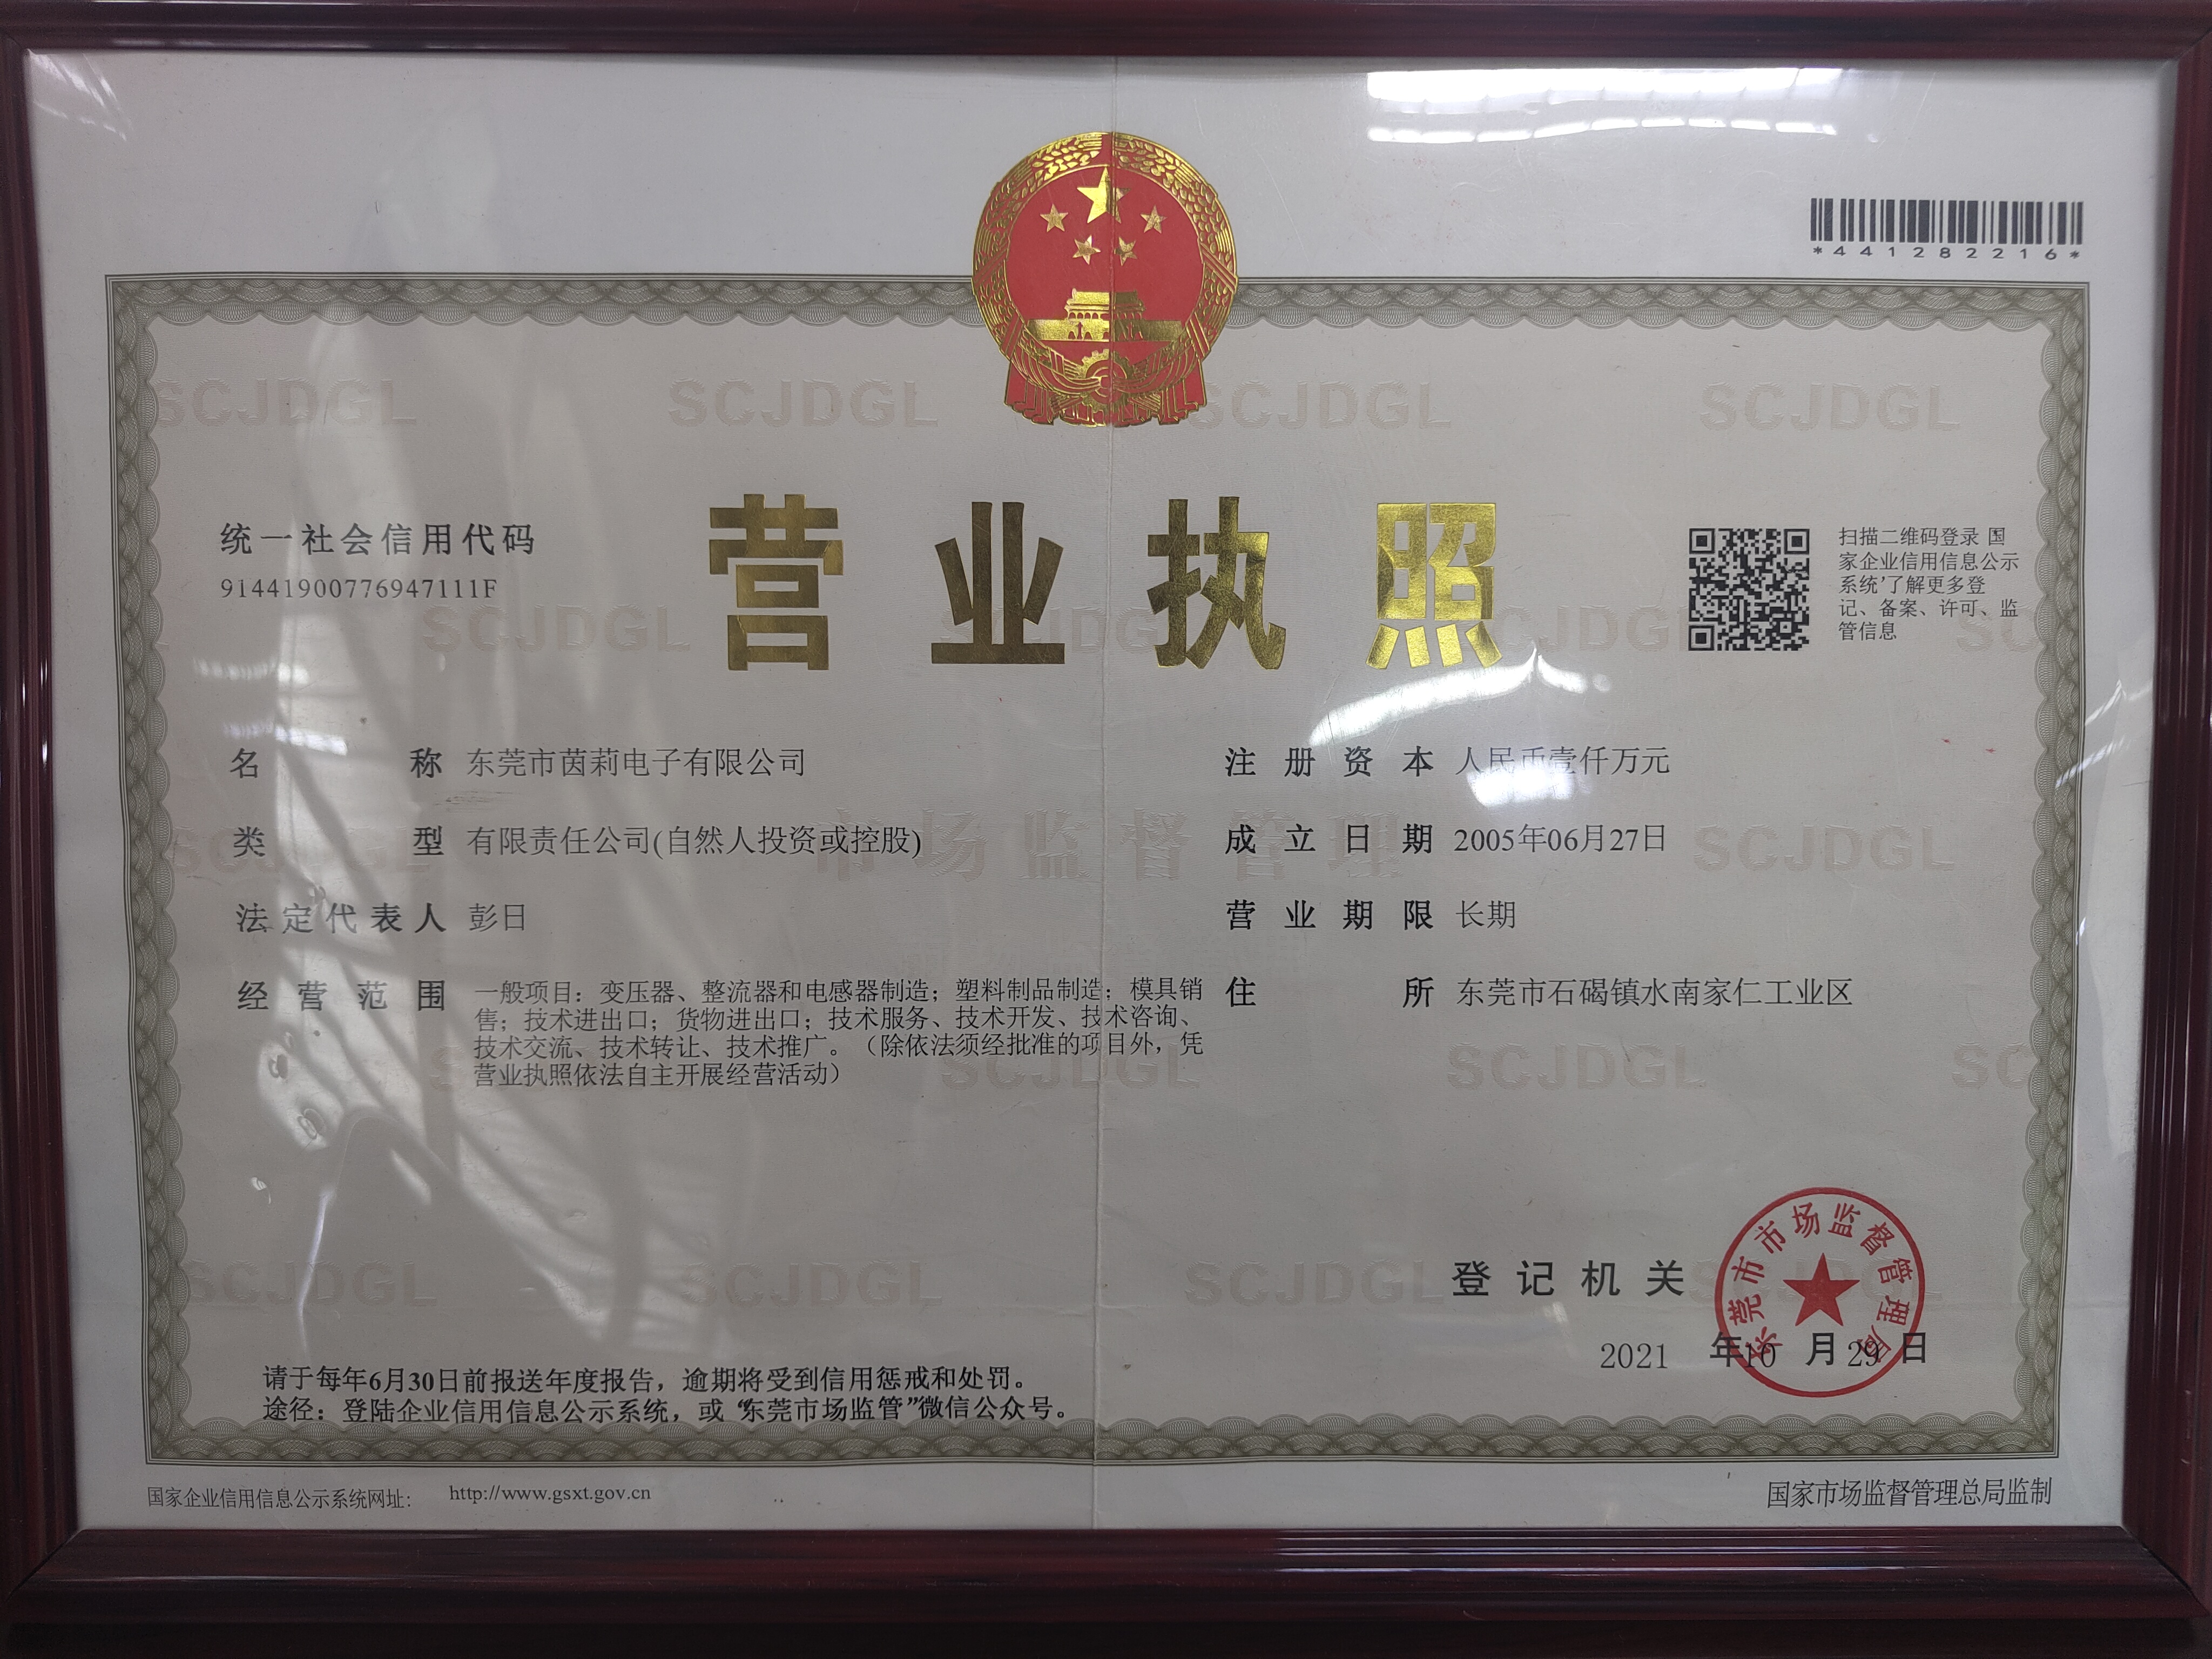 *441282216*
营业执照
统一社会信用代码
91441900776947111F
扫描二维码登录 国
家企业信用信息公示
系统'了解更多登
记、备案、许可、监
管信息
名称 东莞市茵莉电子有限公司
类型 有限责任公司(自然人投资或控股)
法定代表人 彭日
经营范围 一般项目：变压器、整流器和电感器制造；塑料制品制造；模具销
售；技术进出口；货物进出口；技术服务、技术开发、技术咨询、
技术交流、技术转让、技术推广。（除依法须经批准的项目外，凭
营业执照依法自主开展经营活动）
注册资本 人民币壹仟万元
成立日期 2005年06月27日
营业期限 长期
住所 东莞市石碣镇水南家仁工业区
登记机关
东莞市市场监督管理局
2021 年10 月29 日
请于每年6月30日前报送年度报告，逾期将受到信用惩戒和处罚。
途径：登陆企业信用信息公示系统，或“东莞市场监管”微信公众号。
国家企业信用信息公示系统网址： http://www.gsxt.gov.cn
国家市场监督管理总局监制
SCJDGL
市场监督管理